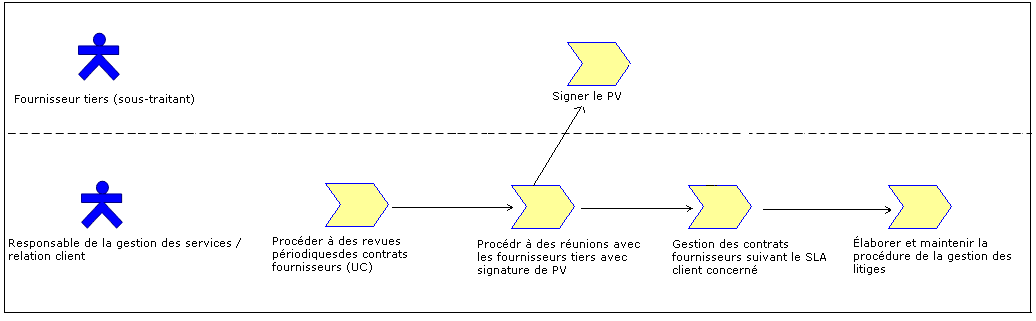 Fournisseur tiers (sous-traitant)
Signer le PV
Responsable de la gestion des services /
relation client
Procéder à des revues
périodiquesdes contrats
fournisseurs (UC)
Procédr à des réunions avec
les fournisseurs tiers avec
signature de PV
Gestion des contrats
fournisseurs suivant le SLA
client concerné
Élaborer et maintenir la
procédure de la gestion des
litiges